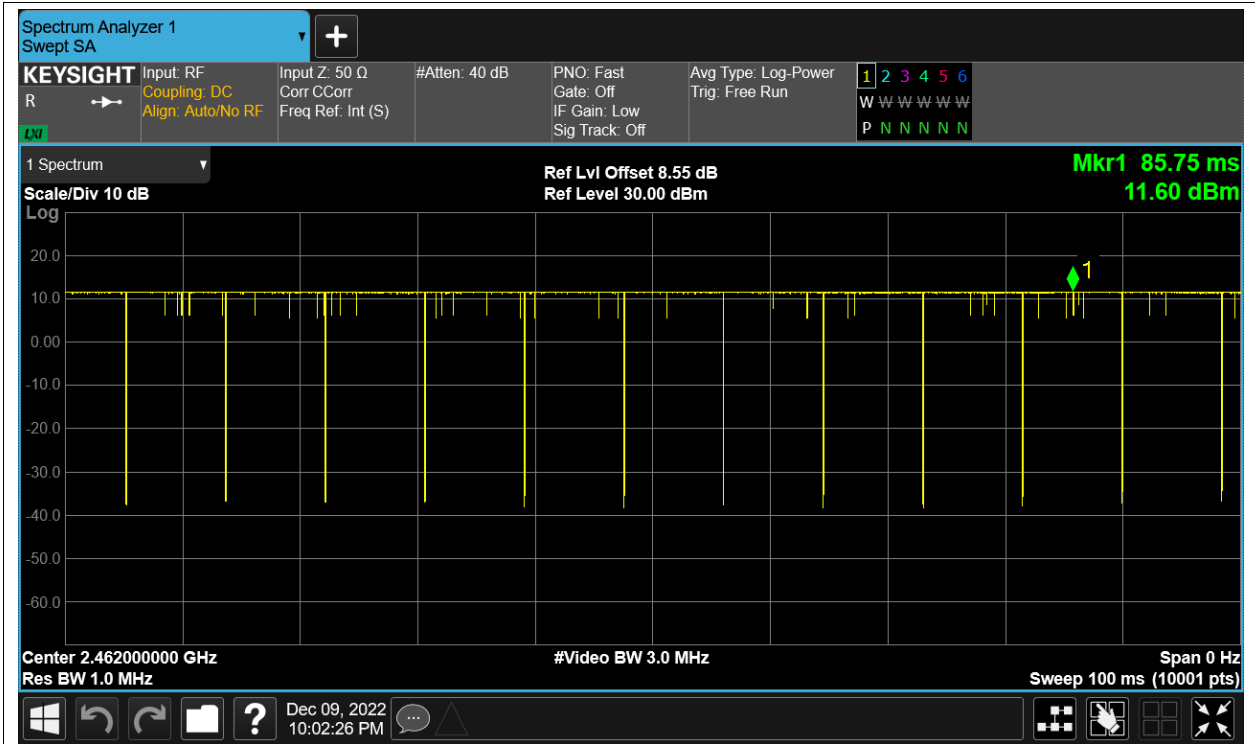 Spectrum Analyzer 1
Swept SA
+
KEYSIGHT
R
LXI
Input: RF
Coupling: DC
Align: Auto/No RF
Input Z: 50 Ω
Corr CCorr
Freq Ref: Int (S)
#Atten: 40 dB
PNO: Fast
Gate: Off
IF Gain: Low
Sig Track: Off
Avg Type: Log-Power
Trig: Free Run
1 2 3 4 5 6
W W W W W W
P N N N N N
1 Spectrum
Scale/Div 10 dB
Log
Ref Lvl Offset 8.55 dB
Ref Level 30.00 dBm
Mkr1 85.75 ms
11.60 dBm
1
20.0
10.0
0.00
-10.0
-20.0
-30.0
-40.0
-50.0
-60.0
Center 2.462000000 GHz
#Video BW 3.0 MHz
Span 0 Hz
Res BW 1.0 MHz
Sweep 100 ms (10001 pts)
?
Dec 09, 2022
10:02:26 PM